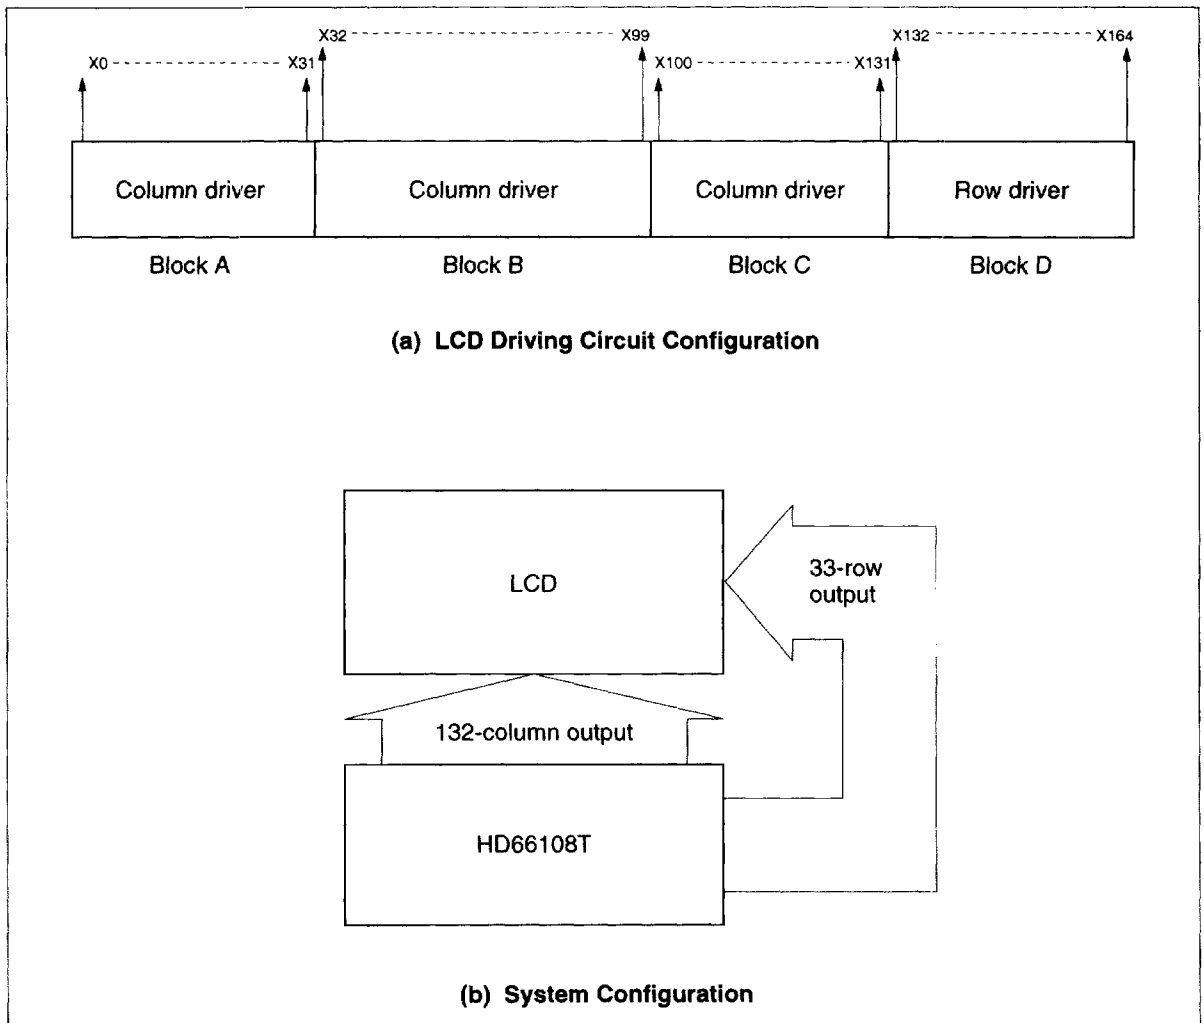 X32 X99 X132 X164
X0 X31 X100 X131
Column driver Column driver Column driver Row driver
Block A Block B Block C Block D
(a) LCD Driving Circuit Configuration
LCD
33-row
output
132-column output
HD66108T
(b) System Configuration